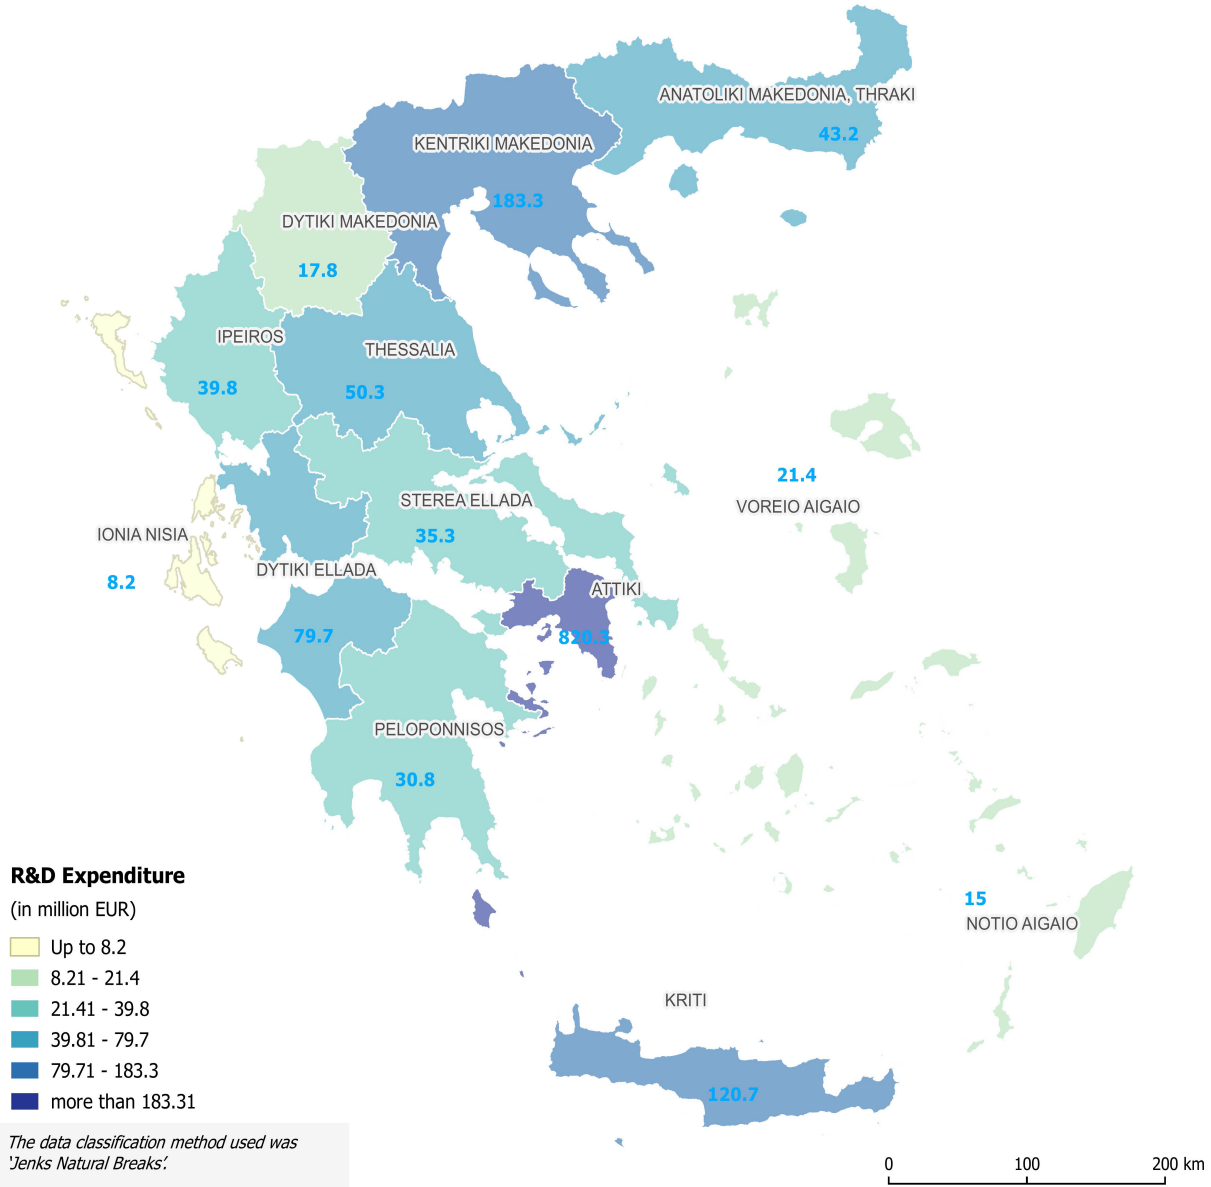 ANATOLIKI MAKEDONIA, THRAKI
43.2
KENTRIKI MAKEDONIA
183.3
DYTIKI MAKEDONIA
17.8
IPEIROS
39.8
THESSALIA
50.3
21.4
VOREIO AIGAIO
STEREA ELLADA
35.3
IONIA NISIA
8.2
DYTIKI ELLADA
79.7
ATTIKI
820.3
PELOPONNISOS
30.8
15
NOTIO AIGAIO
KRITI
120.7
R&D Expenditure
(in million EUR)
Up to 8.2
8.21 - 21.4
21.41 - 39.8
39.81 - 79.7
79.71 - 183.3
more than 183.31
The data classification method used was
‘Jenks Natural Breaks’.
0 100 200 km